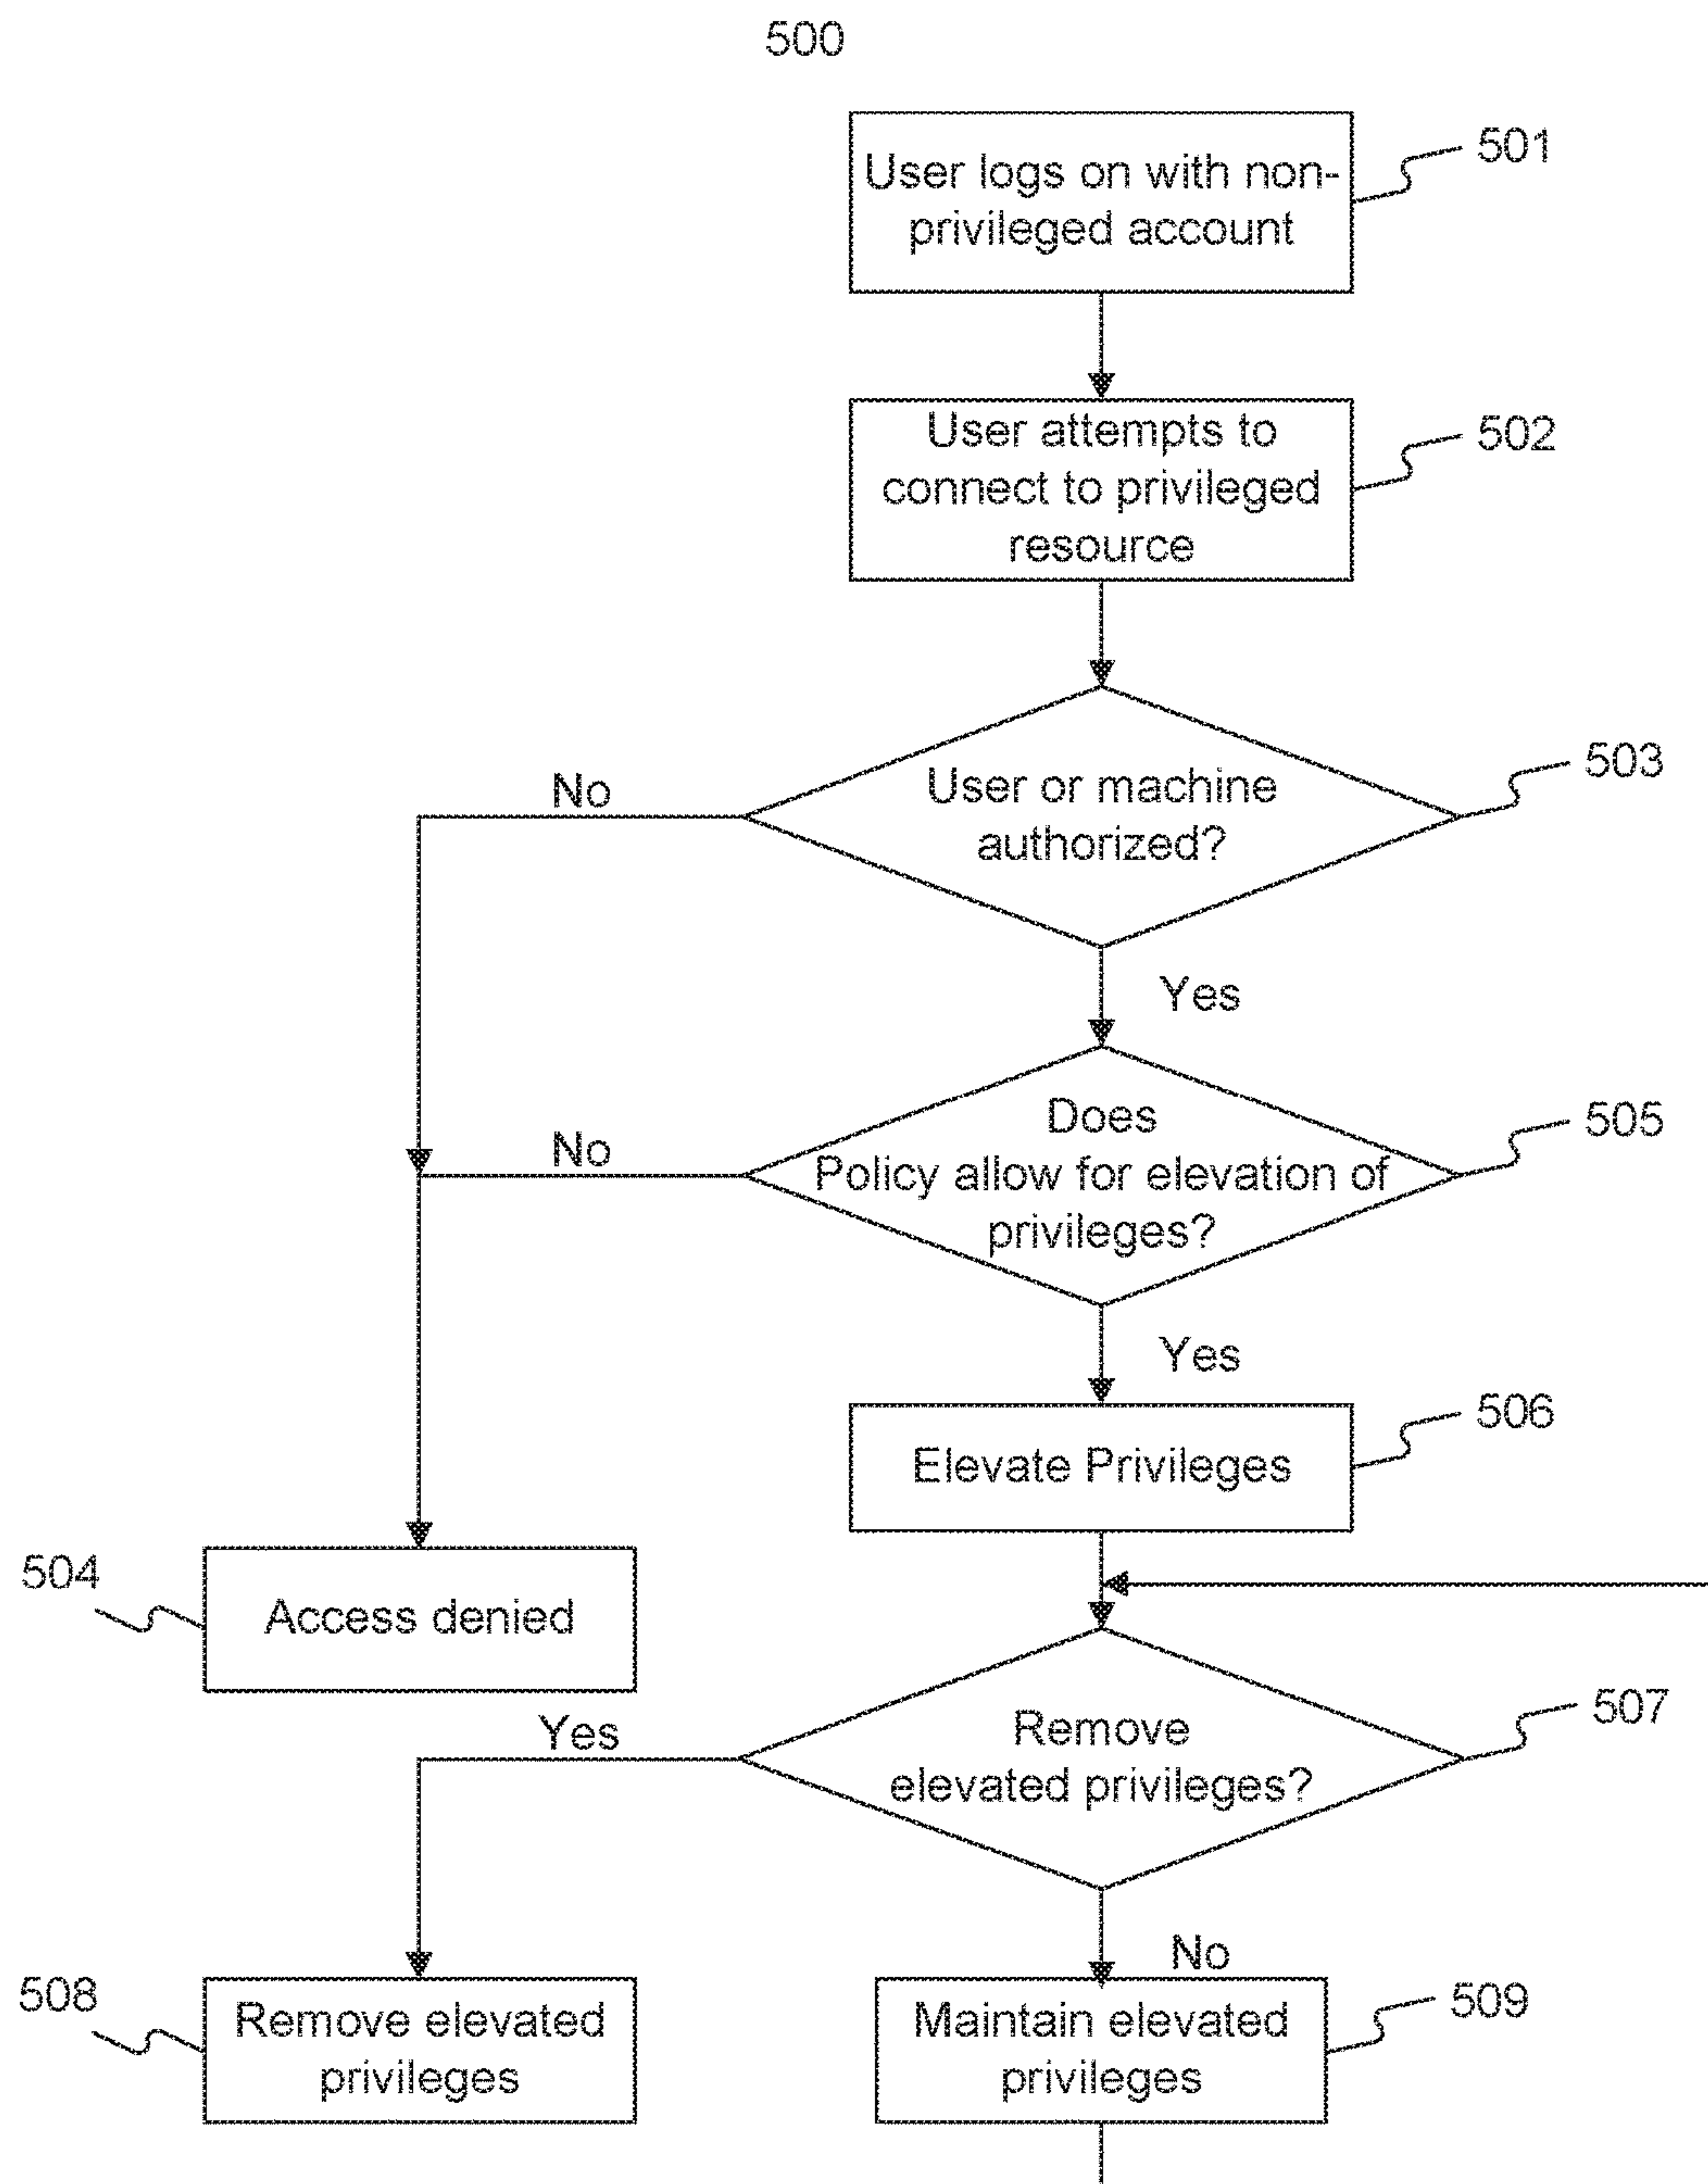 500
User logs on with non-
privileged account
501
User attempts to
connect to privileged
resource
502
User or machine
authorized?
503
No
Yes
Does
Policy allow for elevation of
privileges?
505
No
Yes
Elevate Privileges
506
504
Access denied
Remove
elevated privileges?
507
Yes
No
508
Remove elevated
privileges
Maintain elevated
privileges
509